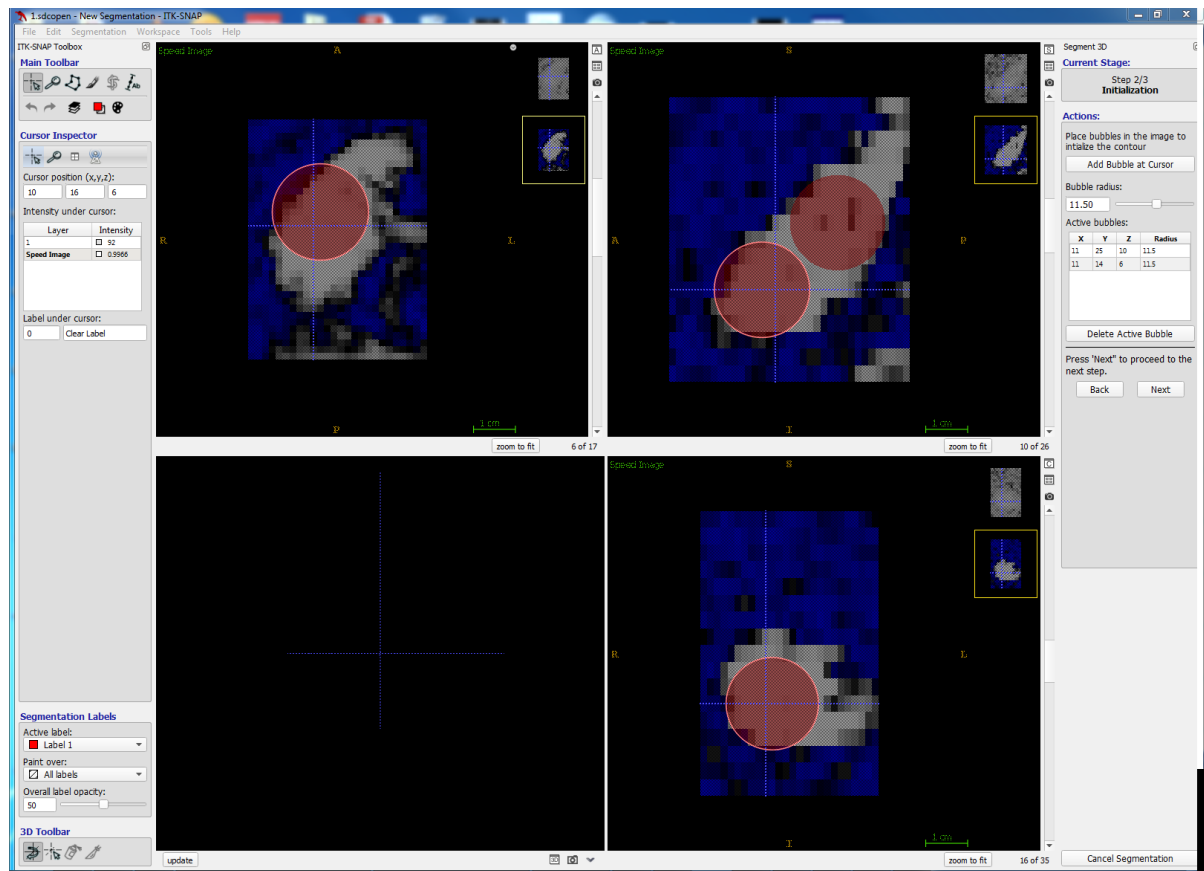 1.sdcopen - New Segmentation - ITK-SNAP
File Edit Segmentation Workspace Tools Help
ITK-SNAP Toolbox
Main Toolbar
Ab
Cursor Inspector
Cursor position (x,y,z):
10 16 6
Intensity under cursor:
Layer Intensity
1 92
Speed Image 0.9966
Label under cursor:
0 Clear Label
Segmentation Labels
Active label:
Label 1
Paint over:
All labels
Overall label opacity:
50
3D Toolbar
Speed Image
A
R
L
P
1 cm
A
zoom to fit 6 of 17
Speed Image
S
A
P
I
1 cm
S
zoom to fit 10 of 26
update
3D
Speed Image
S
R
L
I
1 cm
C
zoom to fit 16 of 35
Segment 3D
Current Stage:
Step 2/3
Initialization
Actions:
Place bubbles in the image to
intialize the contour
Add Bubble at Cursor
Bubble radius:
11.50
Active bubbles:
X Y Z Radius
11 25 10 11.5
11 14 6 11.5
Delete Active Bubble
Press 'Next" to proceed to the
next step.
Back Next
Cancel Segmentation